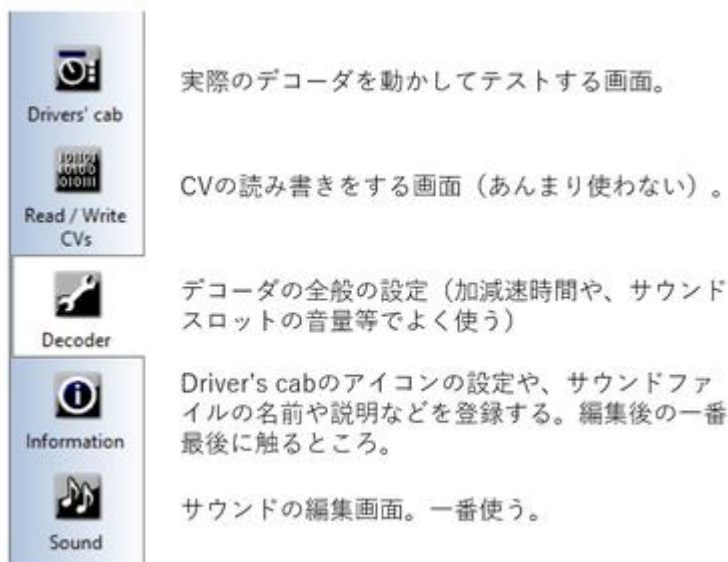 Drivers' cab
実際のデコーダを動かしてテストする画面。
10110
10100
01011
Read / Write
CVs
CVの読み書きをする画面（あんまり使わない）。
Decoder
デコーダの全般の設定（加減速時間や、サウンド
スロットの音量等でよく使う）
Information
Driver's cabのアイコンの設定や、サウンドファ
イルの名前や説明などを登録する。編集後の一番
最後に触るところ。
Sound
サウンドの編集画面。一番使う。